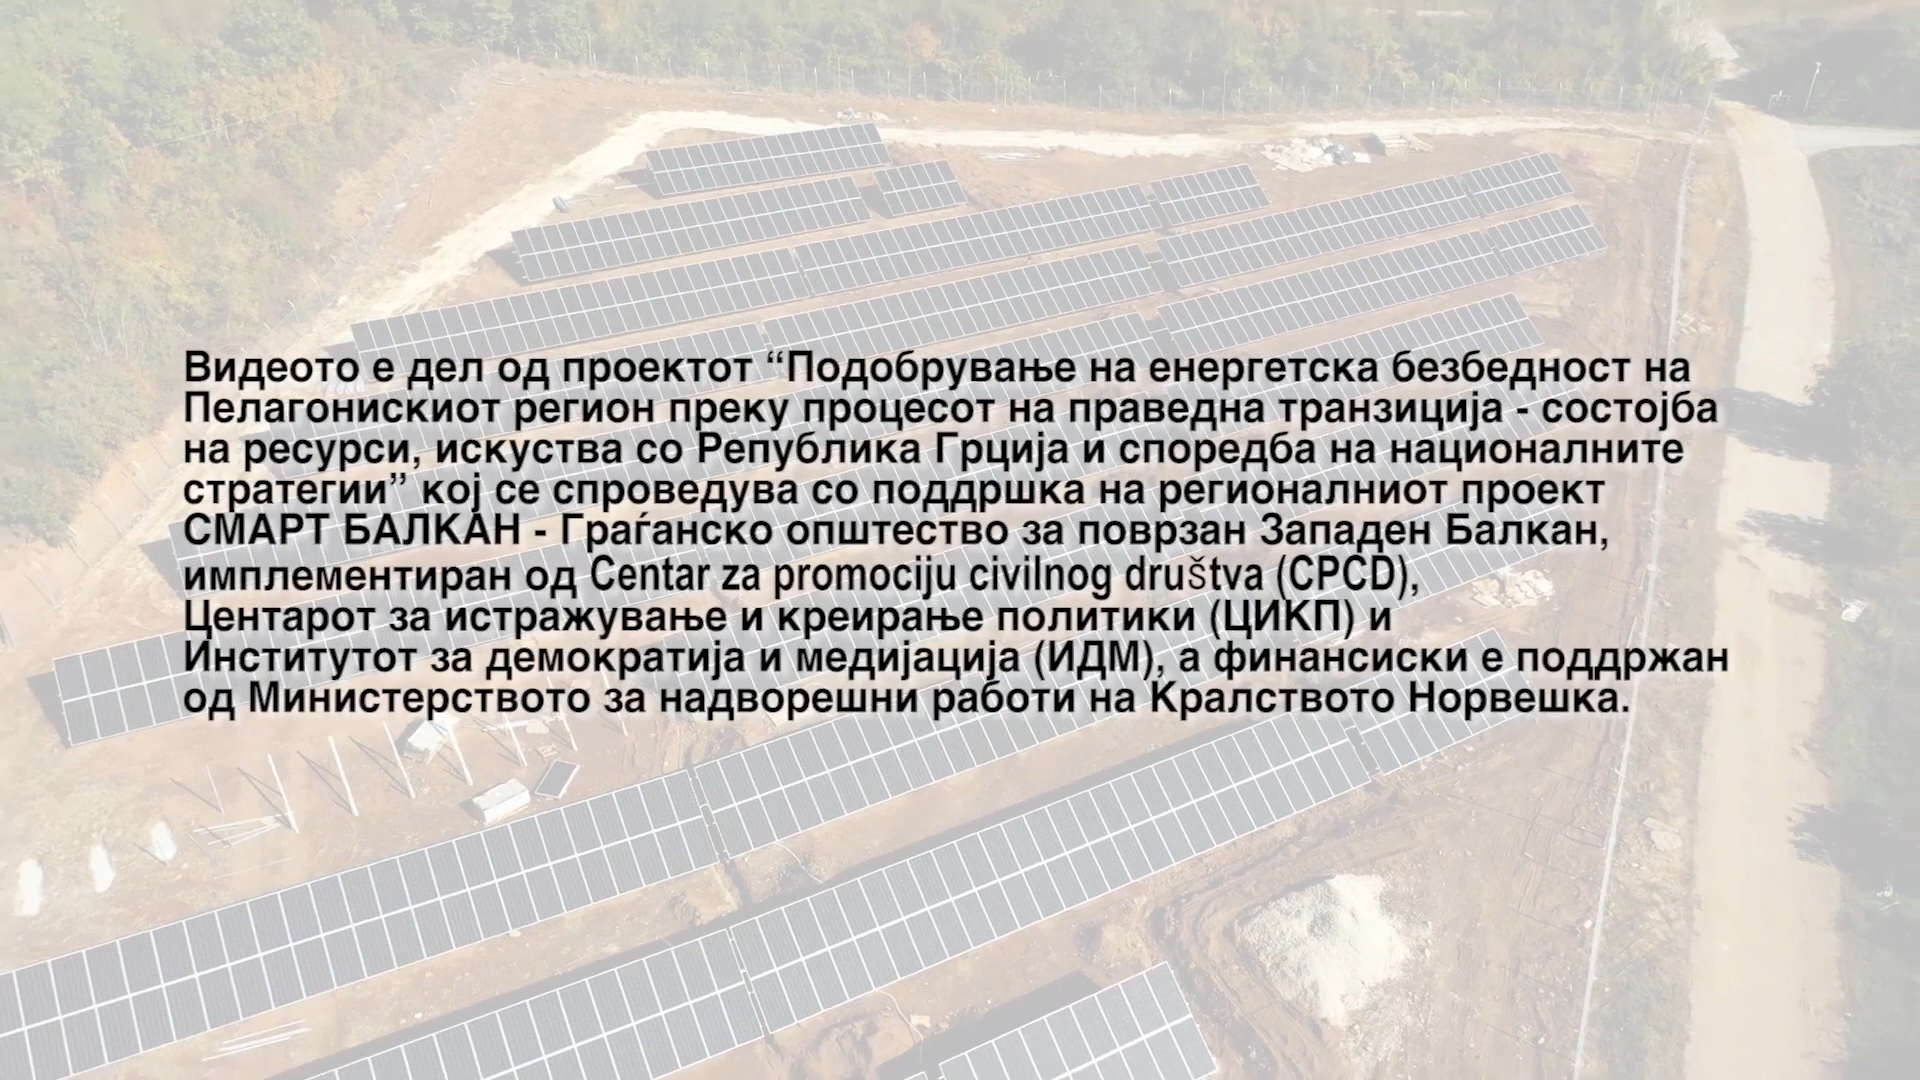 Видеото е дел од проектот “Подобрување на енергетска безбедност на
Пелагонискиот регион преку процесот на праведна транзиција - состојба
на ресурси, искуства со Република Грција и споредба на националните
стратегии” кој се спроведува со поддршка на регионалниот проект
СМАРТ БАЛКАН - Граѓанско општество за поврзан Западен Балкан,
имплементиран од Centar za promociju civilnog društva (CPCD),
Центарот за истражување и креирање политики (ЦИКП) и
Институтот за демократија и медијација (ИДМ), а финансиски е поддржан
од Министерството за надворешни работи на Кралството Норвешка.